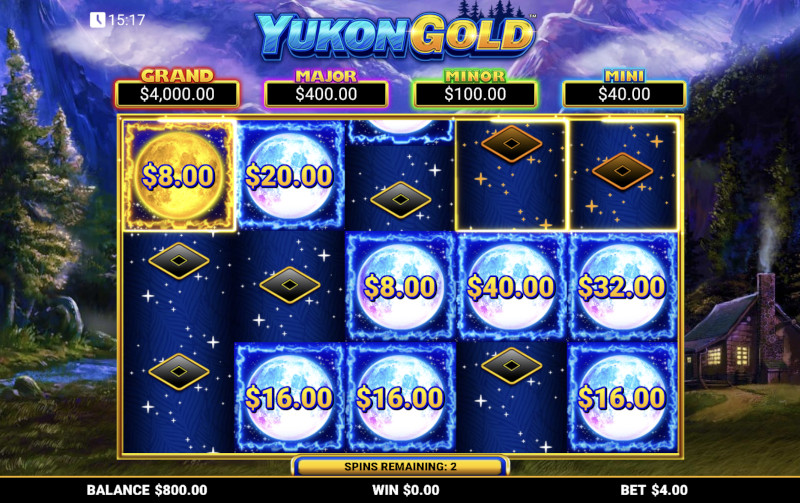 15:17
YUKON GOLD™
GRAND MAJOR MINOR MINI
$4,000.00 $400.00 $100.00 $40.00
$8.00 $20.00
$8.00 $40.00 $32.00
$16.00 $16.00 $16.00
SPINS REMAINING: 2
BALANCE $800.00 WIN $0.00 BET $4.00